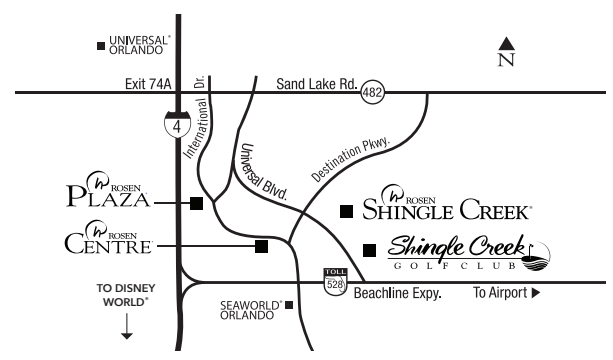 UNIVERSAL®
ORLANDO
N
Exit 74A
International Dr.
Sand Lake Rd.
482
4
Universal Blvd.
Destination Pkwy.
ROSEN
PLAZA
ROSEN
SHINGLE CREEK®
ROSEN
CENTRE
Shingle Creek
GOLF CLUB
TO DISNEY
WORLD®
SEAWORLD®
ORLANDO
TOLL
528
Beachline Expy.
To Airport